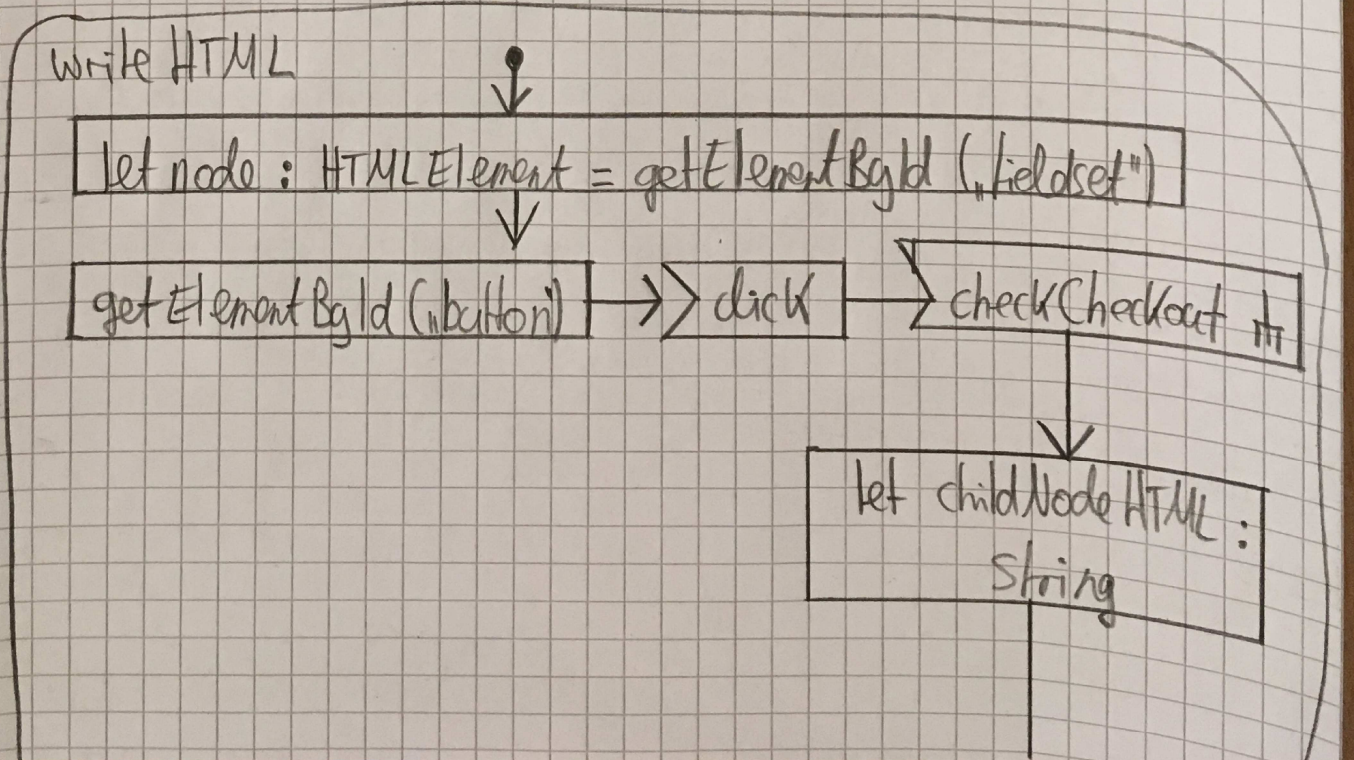 write HTML
let node : HTMLElement = getElementById („fieldset")
getElementById („button")
click
checkCheckout
let childNodeHTML :
String